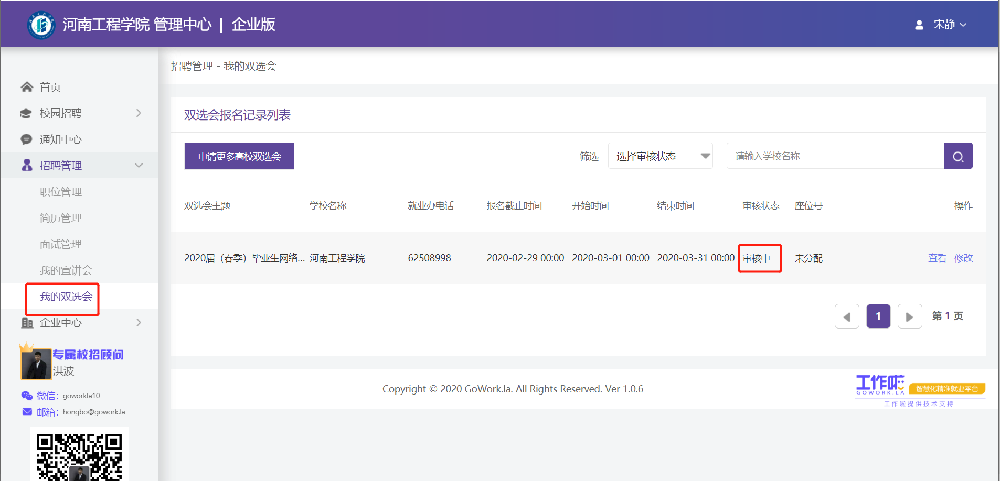 河南工程学院 管理中心 | 企业版
宋静
首页
校园招聘
通知中心
招聘管理
职位管理
简历管理
面试管理
我的宣讲会
我的双选会
企业中心
专属校招顾问
洪波
微信：goworkla10
邮箱：hongbo@gowork.la
招聘管理 - 我的双选会
双选会报名记录列表
申请更多高校双选会
筛选 选择审核状态 请输入学校名称
双选会主题 学校名称 就业办电话 报名截止时间 开始时间 结束时间 审核状态 座位号 操作
2020届（春季）毕业生网络... 河南工程学院 62508998 2020-02-29 00:00 2020-03-01 00:00 2020-03-31 00:00 审核中 未分配 查看 修改
1 第 1 页
Copyright © 2020 GoWork.la. All Rights Reserved. Ver 1.0.6
工作啦
GOWORK.LA 智慧化精准就业平台
工作啦提供技术支持